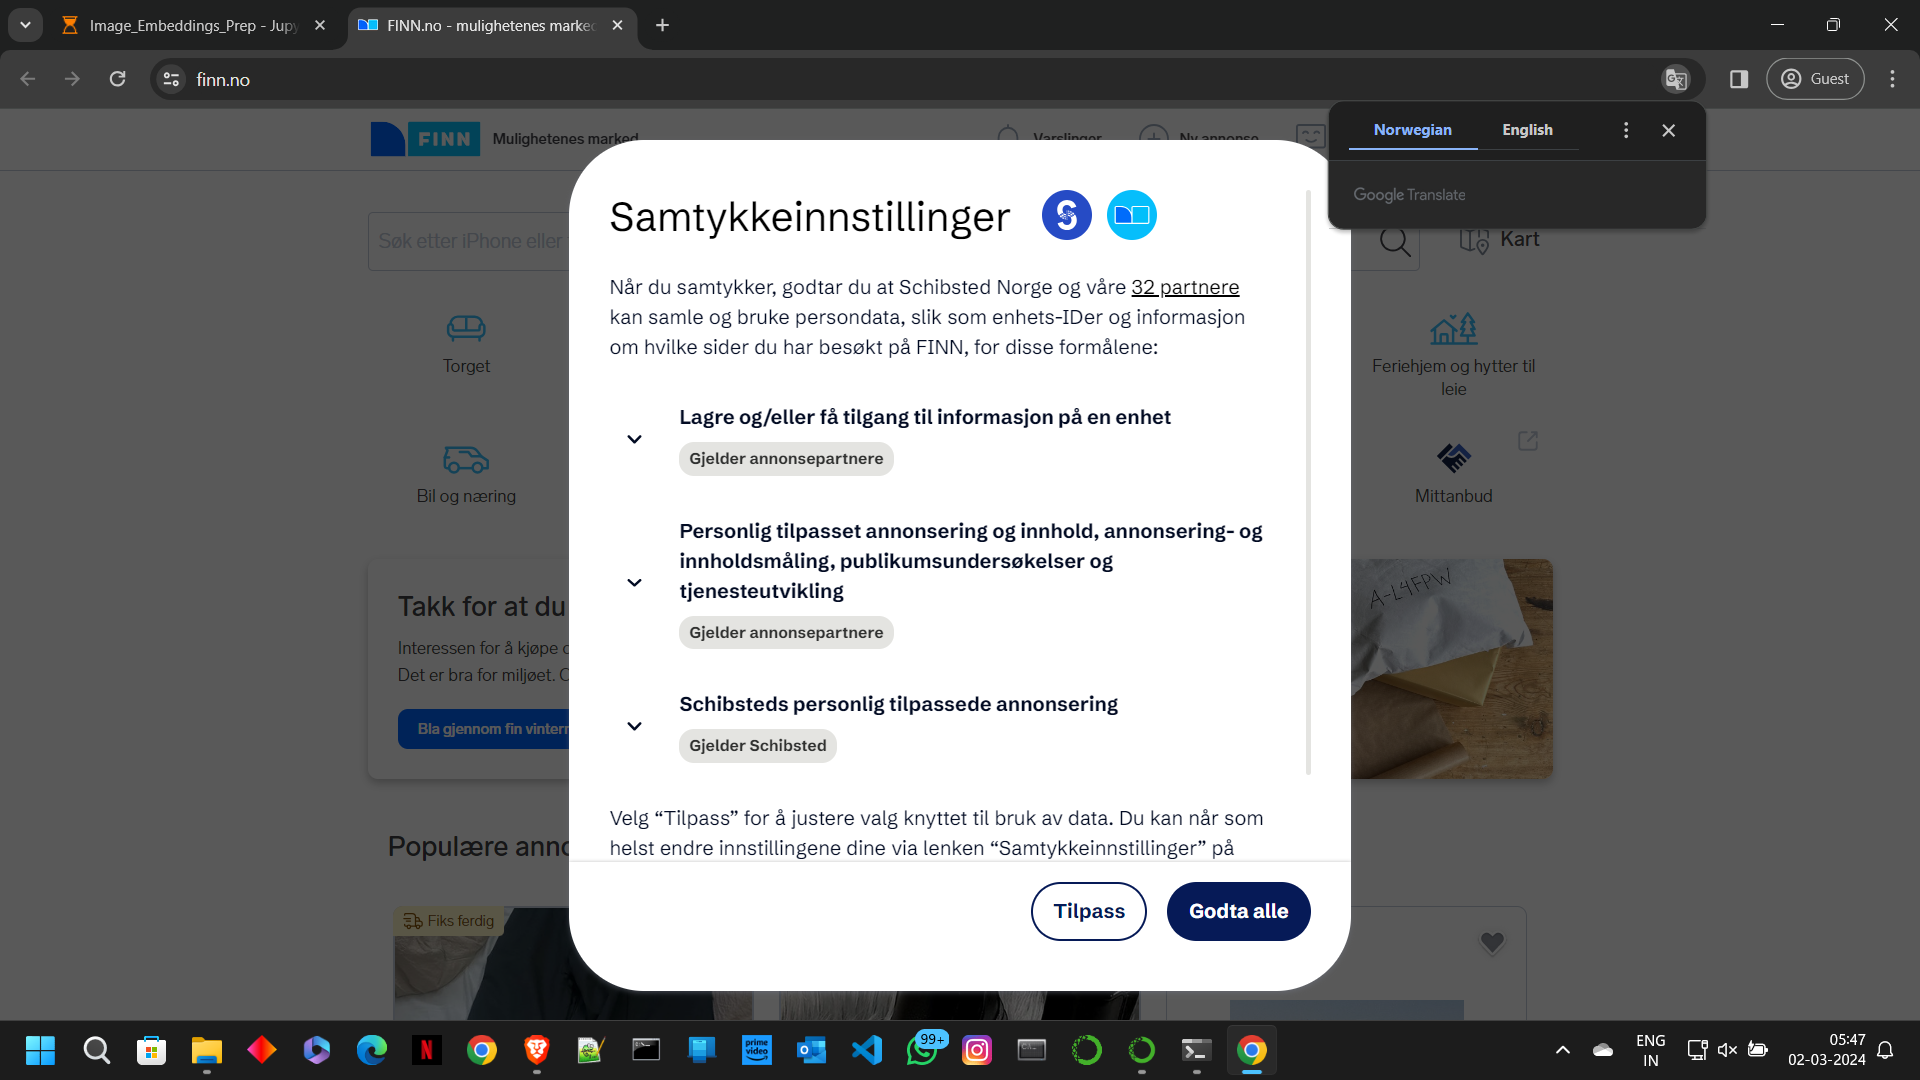 Image_Embeddings_Prep - Jupy
FINN.no - mulighetenes marked
finn.no
Guest
Norwegian
English
Google Translate
FINN
Mulighetenes marked
Varslinger
Ny annonse
Søk etter iPhone eller
Kart
Torget
Feriehjem og hytter til
leie
Bil og næring
Mittanbud
Samtykkeinnstillinger
Når du samtykker, godtar du at Schibsted Norge og våre 32 partnere
kan samle og bruke persondata, slik som enhets-IDer og informasjon
om hvilke sider du har besøkt på FINN, for disse formålene:
Lagre og/eller få tilgang til informasjon på en enhet
Gjelder annonsepartnere
Personlig tilpasset annonsering og innhold, annonsering- og
innholdsmåling, publikumsundersøkelser og
tjenesteutvikling
Gjelder annonsepartnere
Schibsteds personlig tilpassede annonsering
Gjelder Schibsted
Velg “Tilpass” for å justere valg knyttet til bruk av data. Du kan når som
helst endre innstillingene dine via lenken “Samtykkeinnstillinger” på
Tilpass
Godta alle
Takk for at du
Interessen for å kjøpe
Det er bra for miljøet.
Bla gjennom fin vintern
A-L4FPW
Populære anno
Fiks ferdig
prime
video
99+
ENG
IN
05:47
02-03-2024